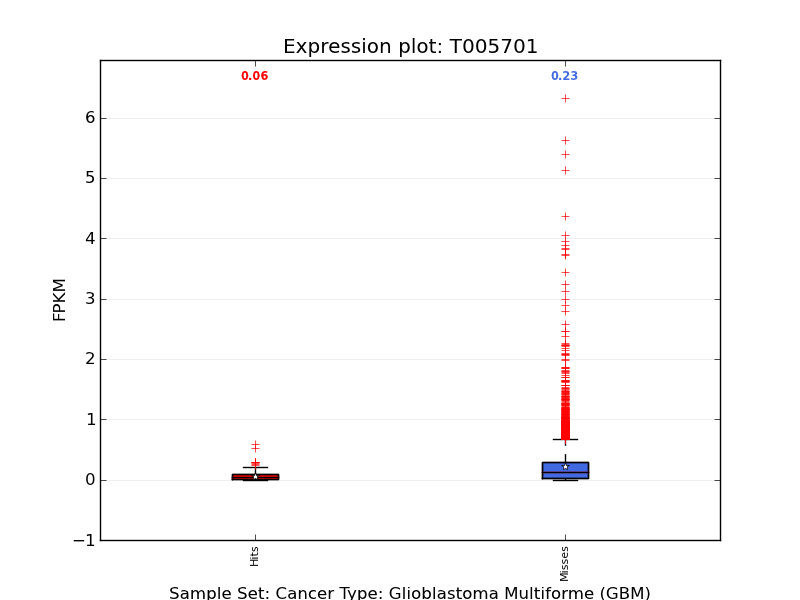 Expression plot: T005701
0.06
0.23
6
5
4
3
2
1
0
−1
FPKM
Hits
Misses
Sample Set: Cancer Type: Glioblastoma Multiforme (GBM)